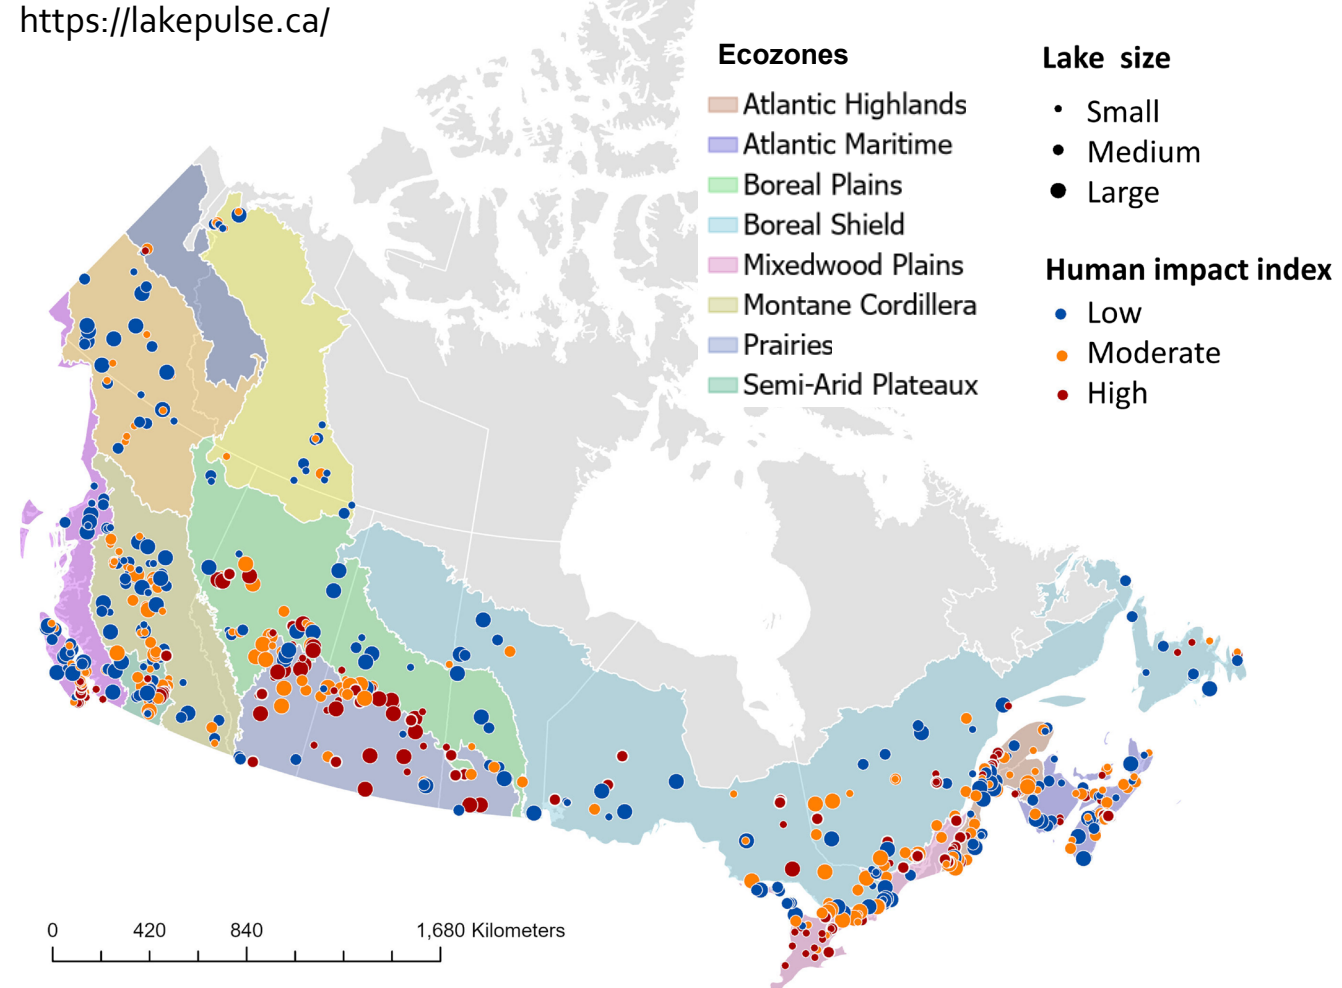 https://lakepulse.ca/
Ecozones
Atlantic Highlands
Atlantic Maritime
Boreal Plains
Boreal Shield
Mixedwood Plains
Montane Cordillera
Prairies
Semi-Arid Plateaux
Lake size
Small
Medium
Large
Human impact index
Low
Moderate
High
0 420 840 1,680 Kilometers